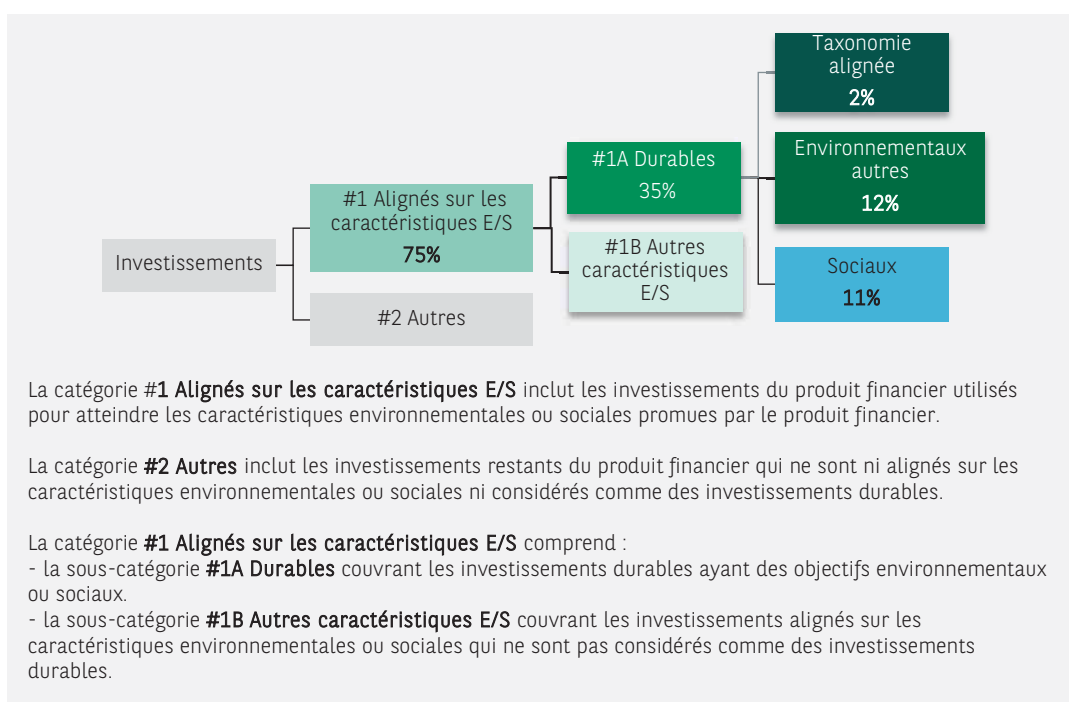 Taxonomie
alignée
2%
#1A Durables
35%
Environnementaux
autres
12%
#1 Alignés sur les
caractéristiques E/S
75%
Investissements
#1B Autres
caractéristiques
E/S
Sociaux
11%
#2 Autres
La catégorie #1 Alignés sur les caractéristiques E/S inclut les investissements du produit financier utilisés
pour atteindre les caractéristiques environnementales ou sociales promues par le produit financier.
La catégorie #2 Autres inclut les investissements restants du produit financier qui ne sont ni alignés sur les
caractéristiques environnementales ou sociales ni considérés comme des investissements durables.
La catégorie #1 Alignés sur les caractéristiques E/S comprend :
- la sous-catégorie #1A Durables couvrant les investissements durables ayant des objectifs environnementaux
ou sociaux.
- la sous-catégorie #1B Autres caractéristiques E/S couvrant les investissements alignés sur les
caractéristiques environnementales ou sociales qui ne sont pas considérés comme des investissements
durables.